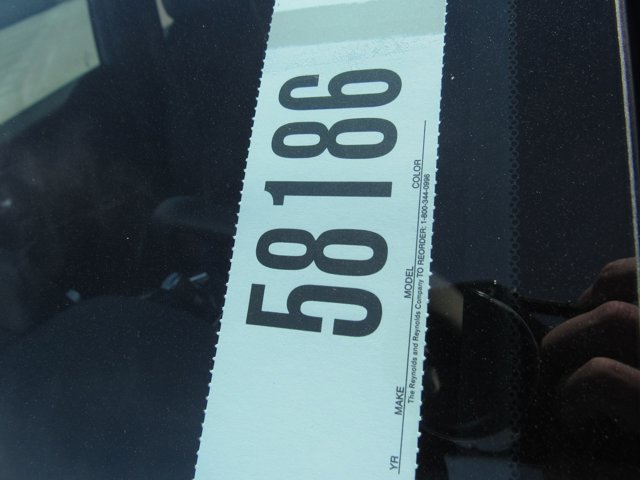 58186
YR MAKE MODEL COLOR
The Reynolds and Reynolds Company TO REORDER: 1-800-344-0996